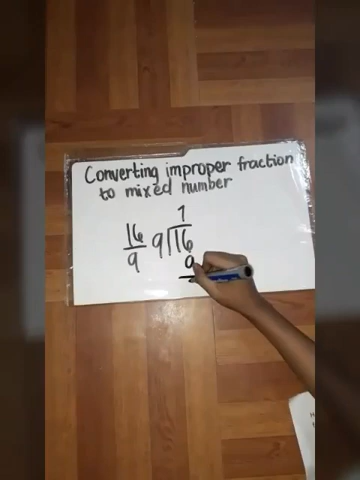 Converting improper fraction
to mixed number
1
16/9 9)16
9